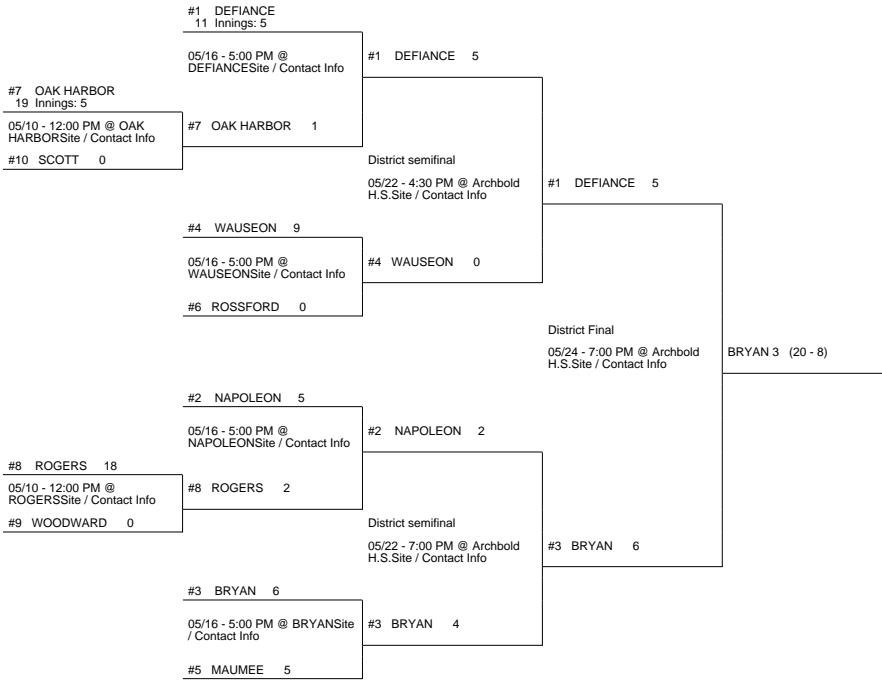 #1 DEFIANCE
11 Innings: 5
05/16 - 5:00 PM @
DEFIANCESite / Contact Info
#1 DEFIANCE 5
#7 OAK HARBOR
19 Innings: 5
05/10 - 12:00 PM @ OAK
HARBORSite / Contact Info
#7 OAK HARBOR 1
#10 SCOTT 0
District semifinal
05/22 - 4:30 PM @ Archbold
H.S.Site / Contact Info
#1 DEFIANCE 5
#4 WAUSEON 9
05/16 - 5:00 PM @
WAUSEONSite / Contact Info
#4 WAUSEON 0
#6 ROSSFORD 0
District Final
05/24 - 7:00 PM @ Archbold
H.S.Site / Contact Info
BRYAN 3 (20 - 8)
#2 NAPOLEON 5
05/16 - 5:00 PM @
NAPOLEONSite / Contact Info
#2 NAPOLEON 2
#8 ROGERS 18
05/10 - 12:00 PM @
ROGERSSite / Contact Info
#8 ROGERS 2
#9 WOODWARD 0
District semifinal
05/22 - 7:00 PM @ Archbold
H.S.Site / Contact Info
#3 BRYAN 6
#3 BRYAN 6
05/16 - 5:00 PM @ BRYANSite
/ Contact Info
#3 BRYAN 4
#5 MAUMEE 5